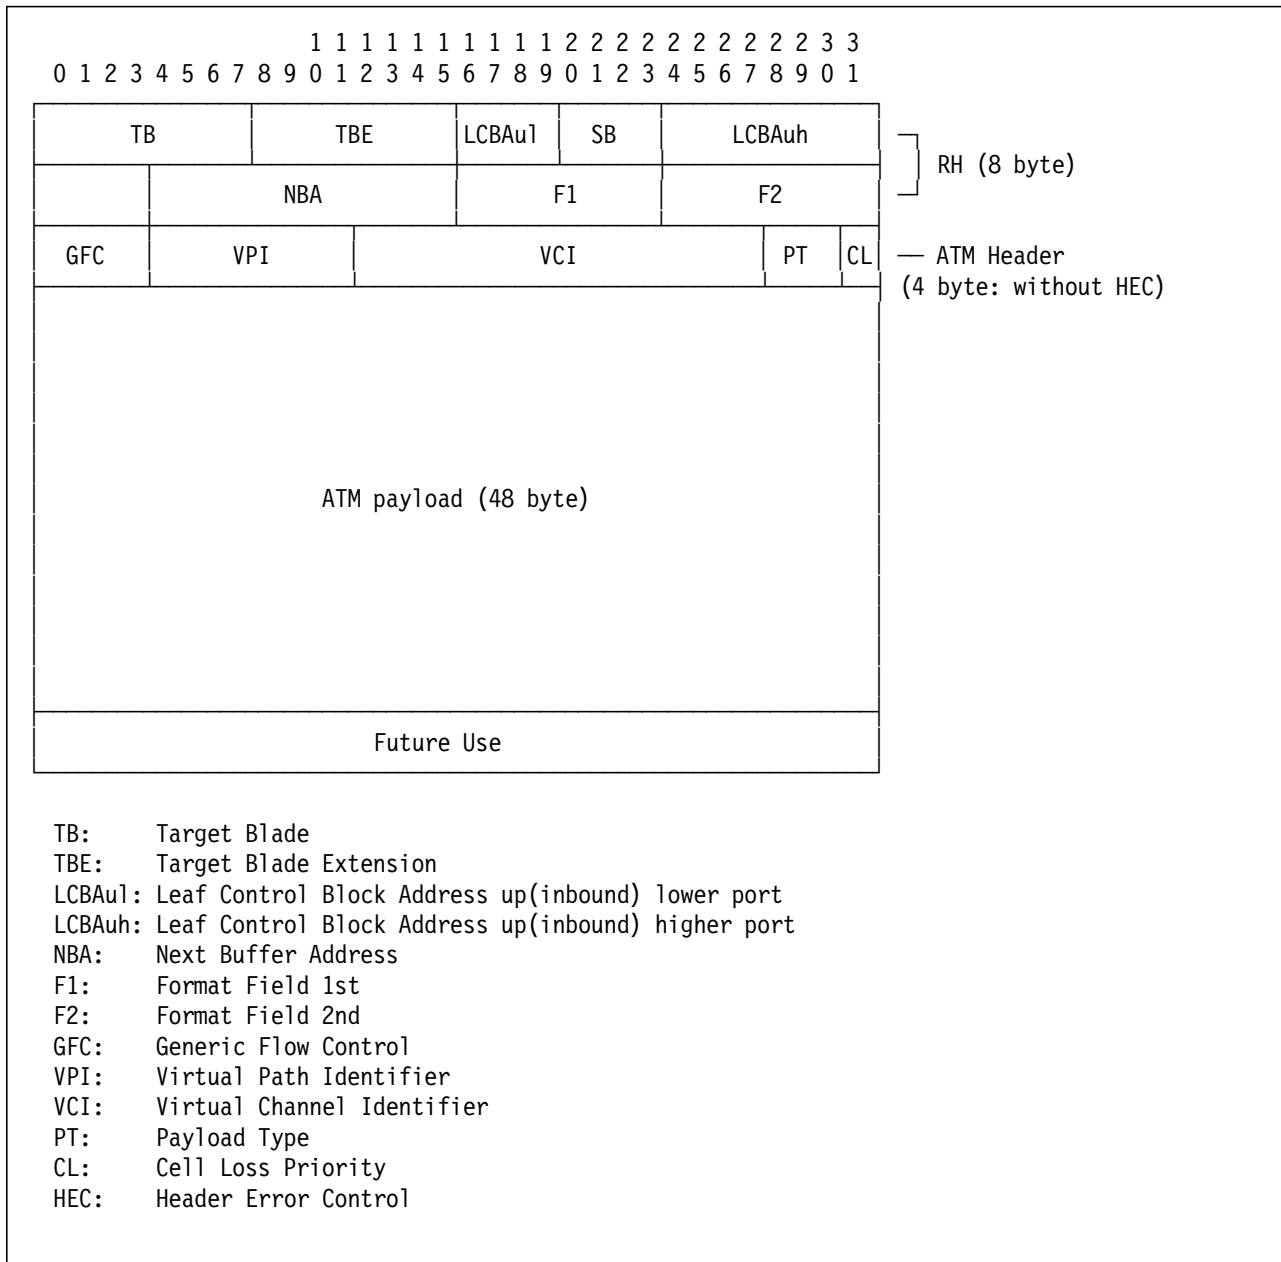 1 1 1 1 1 1 1 1 1 1 2 2 2 2 2 2 2 2 2 2 3 3
0 1 2 3 4 5 6 7 8 9 0 1 2 3 4 5 6 7 8 9 0 1 2 3 4 5 6 7 8 9 0 1
TB TBE LCBAul SB LCBAuh
RH (8 byte)
NBA F1 F2
GFC VPI VCI PT CL ATM Header
(4 byte: without HEC)
ATM payload (48 byte)
Future Use
TB: Target Blade
TBE: Target Blade Extension
LCBAul: Leaf Control Block Address up(inbound) lower port
LCBAuh: Leaf Control Block Address up(inbound) higher port
NBA: Next Buffer Address
F1: Format Field 1st
F2: Format Field 2nd
GFC: Generic Flow Control
VPI: Virtual Path Identifier
VCI: Virtual Channel Identifier
PT: Payload Type
CL: Cell Loss Priority
HEC: Header Error Control